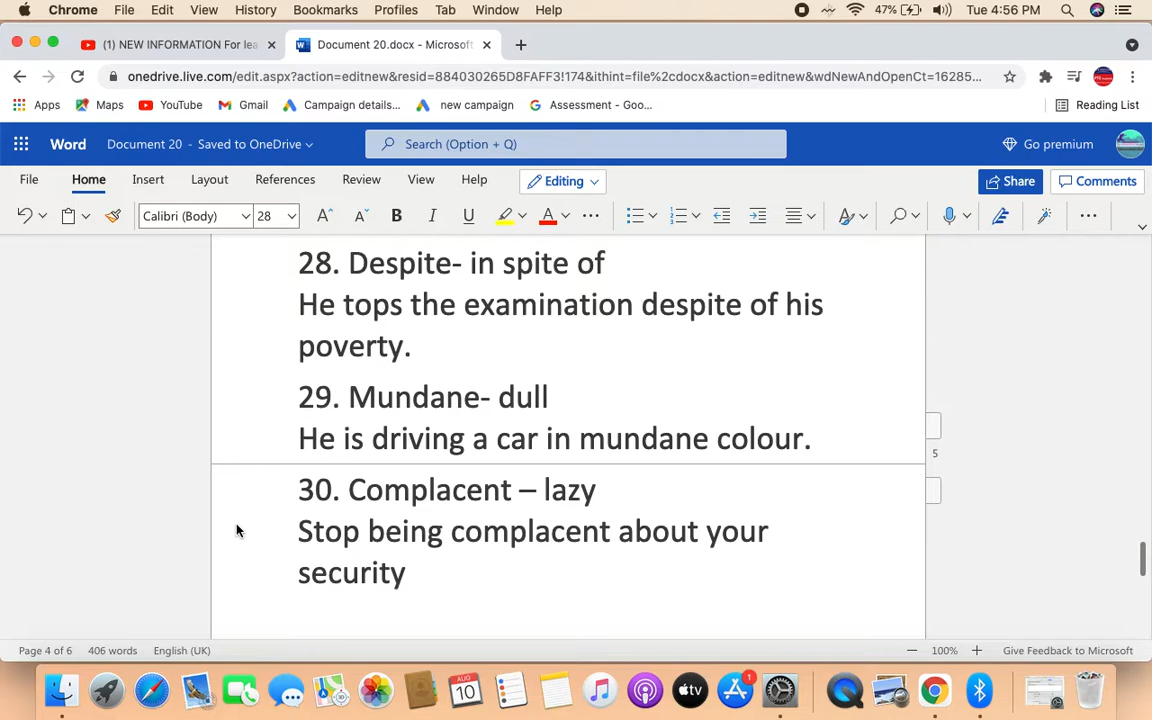 Chrome File Edit View History Bookmarks Profiles Tab Window Help 47% Tue 4:56 PM
(1) NEW INFORMATION For lea Document 20.docx - Microsoft
onedrive.live.com/edit.aspx?action=editnew&resid=884030265D8FAFF3!174&ithint=file%2cdocx&action=editnew&wdNewAndOpenCt=16285...
Apps Maps YouTube Gmail Campaign details... new campaign Assessment - Goo... Reading List
Word Document 20 - Saved to OneDrive Search (Option + Q) Go premium
File Home Insert Layout References Review View Help Editing Share Comments
Calibri (Body) 28 A A B I U A
28. Despite- in spite of
He tops the examination despite of his
poverty.
29. Mundane- dull
He is driving a car in mundane colour.
5
30. Complacent – lazy
Stop being complacent about your
security
Page 4 of 6 406 words English (UK) 100% Give Feedback to Microsoft
AUG
10
tv
1